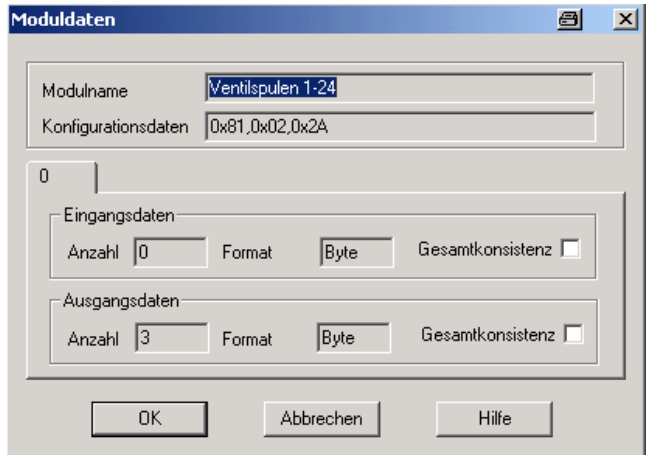 Moduldaten
Modulname Ventilspulen 1-24
Konfigurationsdaten 0x81,0x02,0x2A
0
Eingangsdaten
Anzahl 0 Format Byte Gesamtkonsistenz
Ausgangsdaten
Anzahl 3 Format Byte Gesamtkonsistenz
OK Abbrechen Hilfe